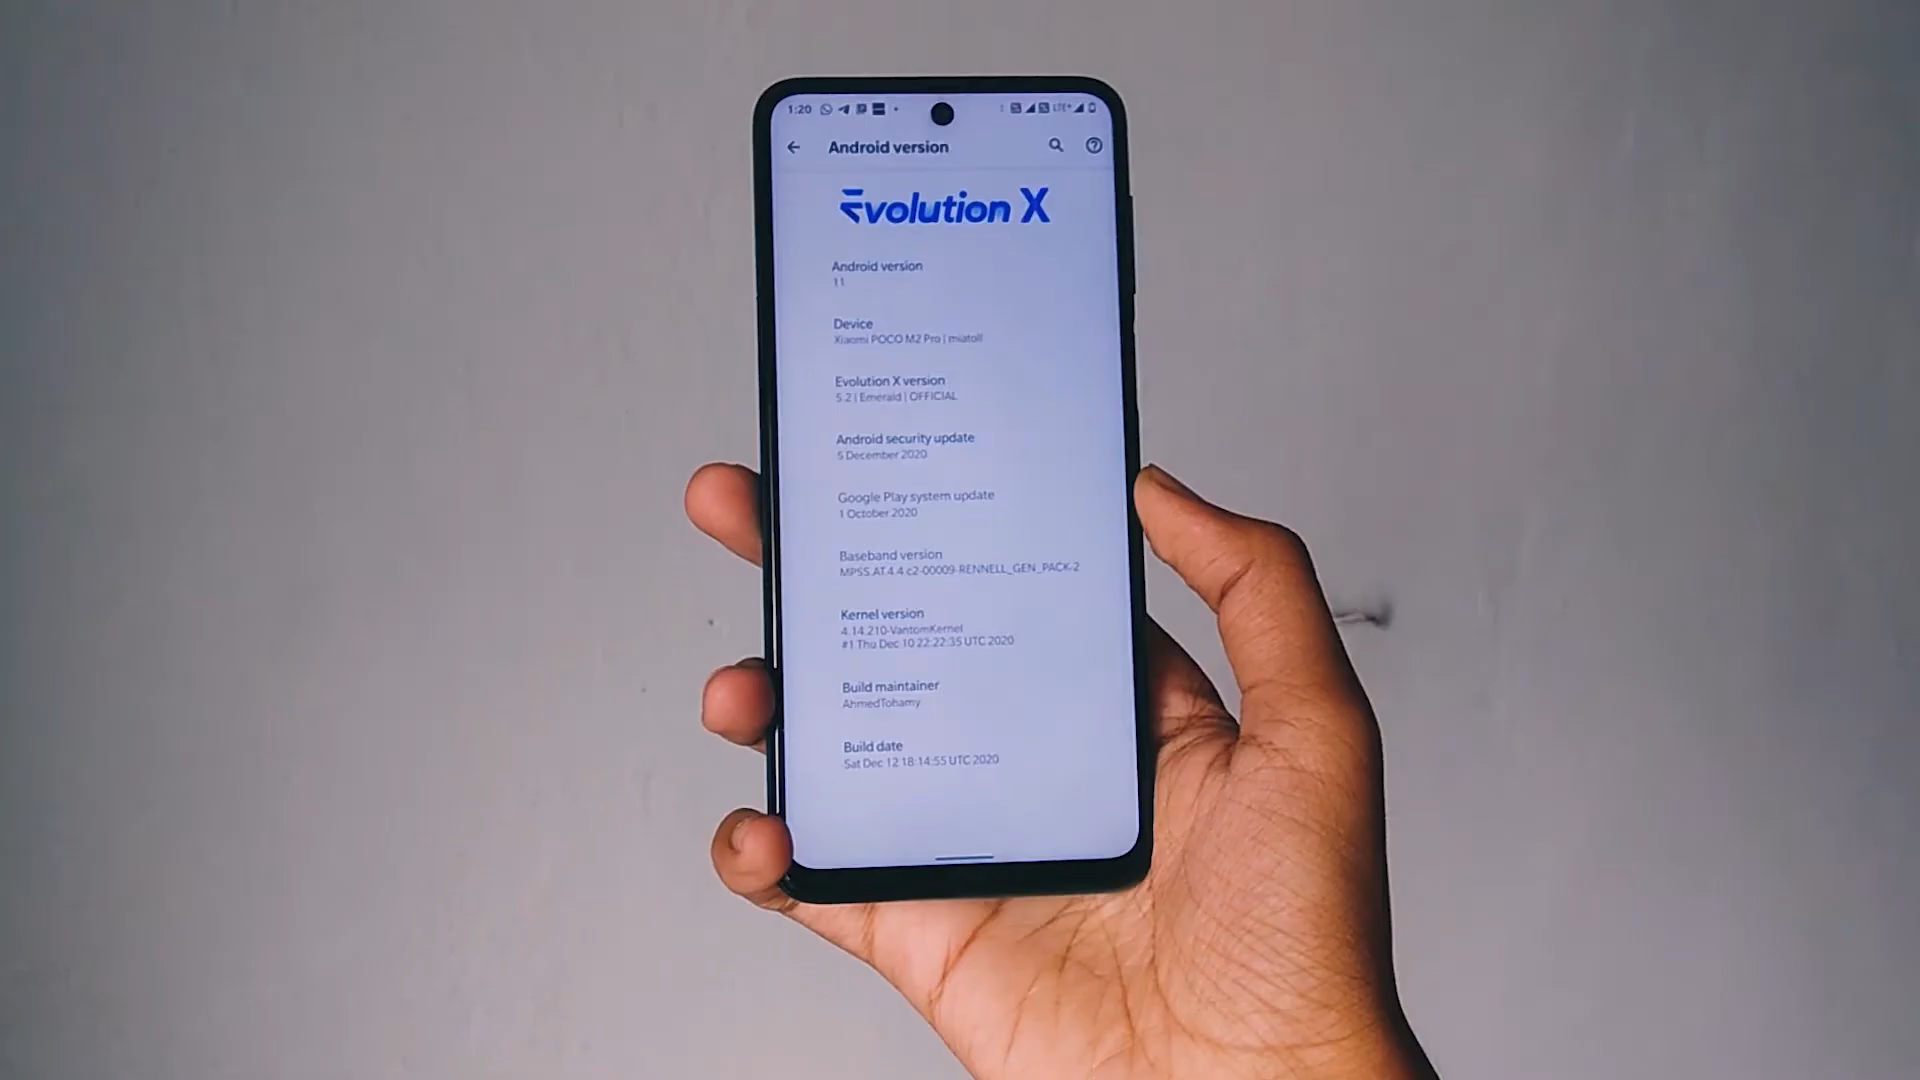 1:20
LTE+
Android version
Evolution X
Android version
11
Device
Xiaomi POCO M2 Pro | miatoll
Evolution X version
5.2 | Emerald | OFFICIAL
Android security update
5 December 2020
Google Play system update
1 October 2020
Baseband version
MPSS.AT.4.4.c2-00009-RENNELL_GEN_PACK-2
Kernel version
4.14.210-VantomKernel
#1 Thu Dec 10 22:22:35 UTC 2020
Build maintainer
AhmedTohamy
Build date
Sat Dec 12 18:14:55 UTC 2020